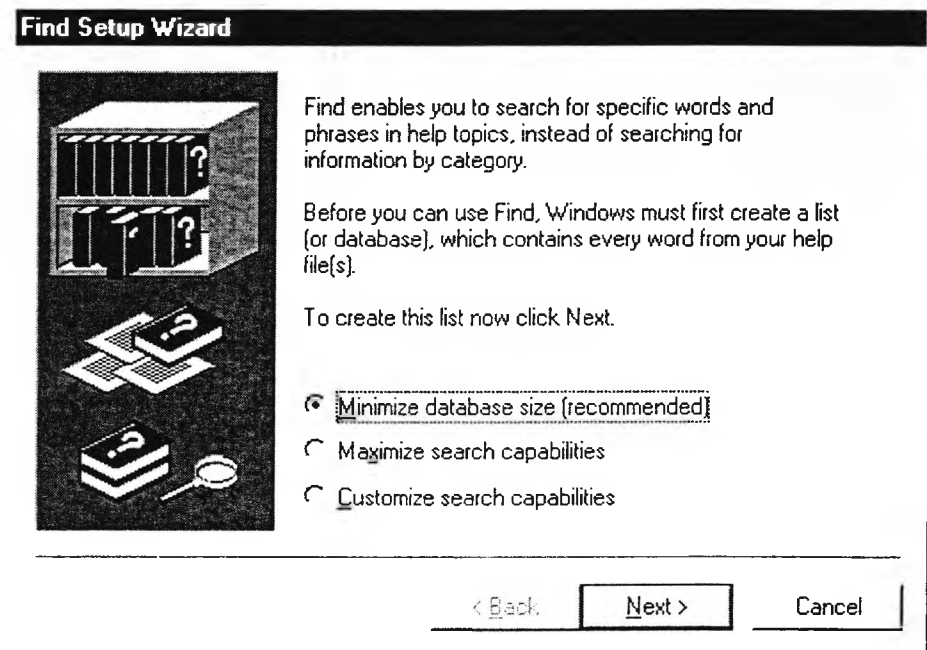 Find Setup Wizard
Find enables you to search for specific words and
phrases in help topics, instead of searching for
information by category.
Before you can use Find, Windows must first create a list
(or database), which contains every word from your help
file(s).
To create this list now click Next.
Minimize database size (recommended)
Maximize search capabilities
Customize search capabilities
< Back
Next >
Cancel